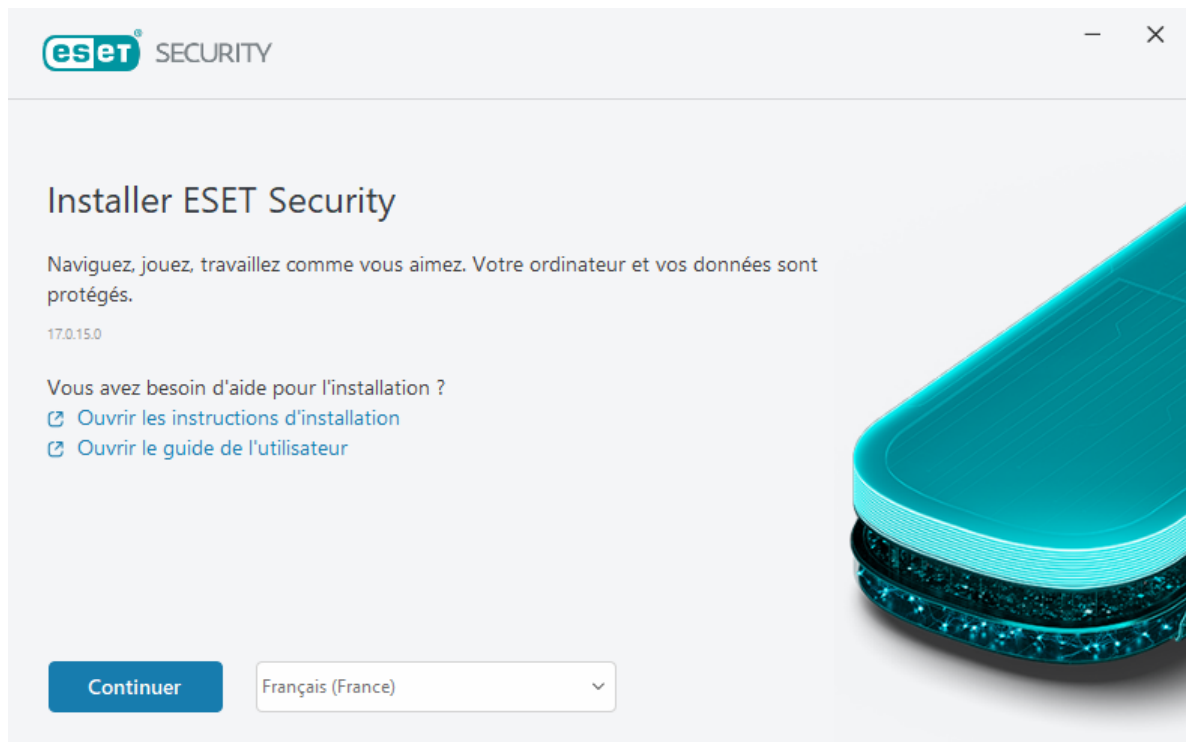 eset® SECURITY
Installer ESET Security
Naviguez, jouez, travaillez comme vous aimez. Votre ordinateur et vos données sont
protégés.
17.0.15.0
Vous avez besoin d'aide pour l'installation ?
Ouvrir les instructions d'installation
Ouvrir le guide de l'utilisateur
Continuer
Français (France)